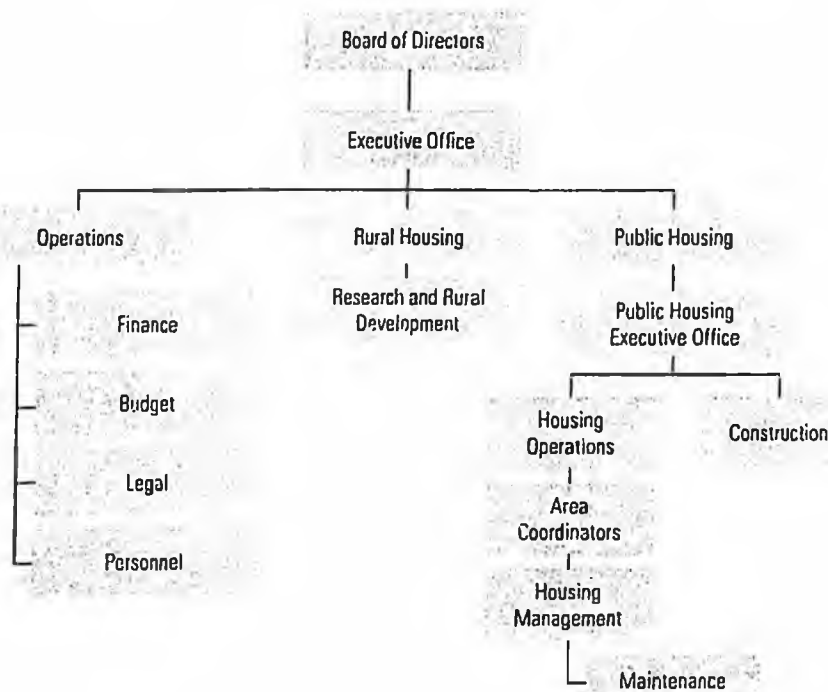 Board of Directors
Executive Office
Operations
Rural Housing
Public Housing
Research and Rural
Development
Public Housing
Executive Office
Finance
Budget
Legal
Personnel
Housing
Operations
Construction
Area
Coordinators
Housing
Management
Maintenance